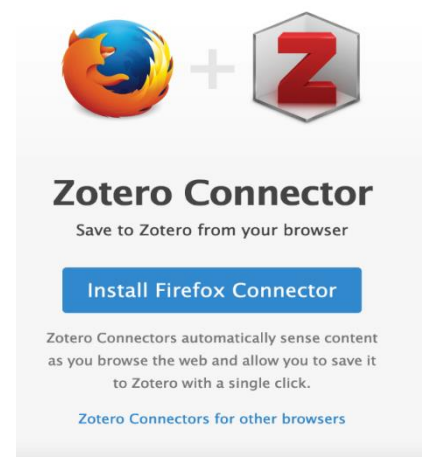 Z
Zotero Connector
Save to Zotero from your browser
Install Firefox Connector
Zotero Connectors automatically sense content
as you browse the web and allow you to save it
to Zotero with a single click.
Zotero Connectors for other browsers